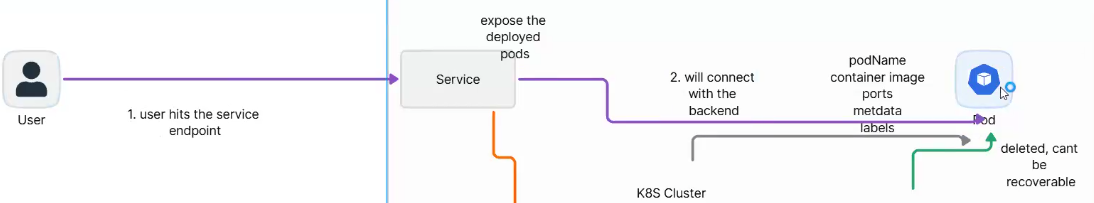 expose the
deployed
pods
Service
User
1. user hits the service
endpoint
2. will connect
with the
backend
podName
container image
ports
metdata
labels
Pod
deleted, cant
be
recoverable
K8S Cluster